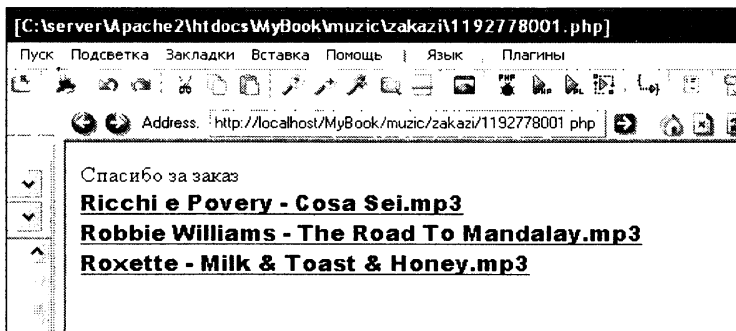 [C:\server\Apache2\htdocs\MyBook\muzic\zakazi\1192778001.php]
Пуск Подсветка Закладки Вставка Помощь | Язык Плагины
Address. http://localhost/MyBook/muzic/zakazi/1192778001 php
Спасибо за заказ
Ricchi e Povery - Cosa Sei.mp3
Robbie Williams - The Road To Mandalay.mp3
Roxette - Milk & Toast & Honey.mp3